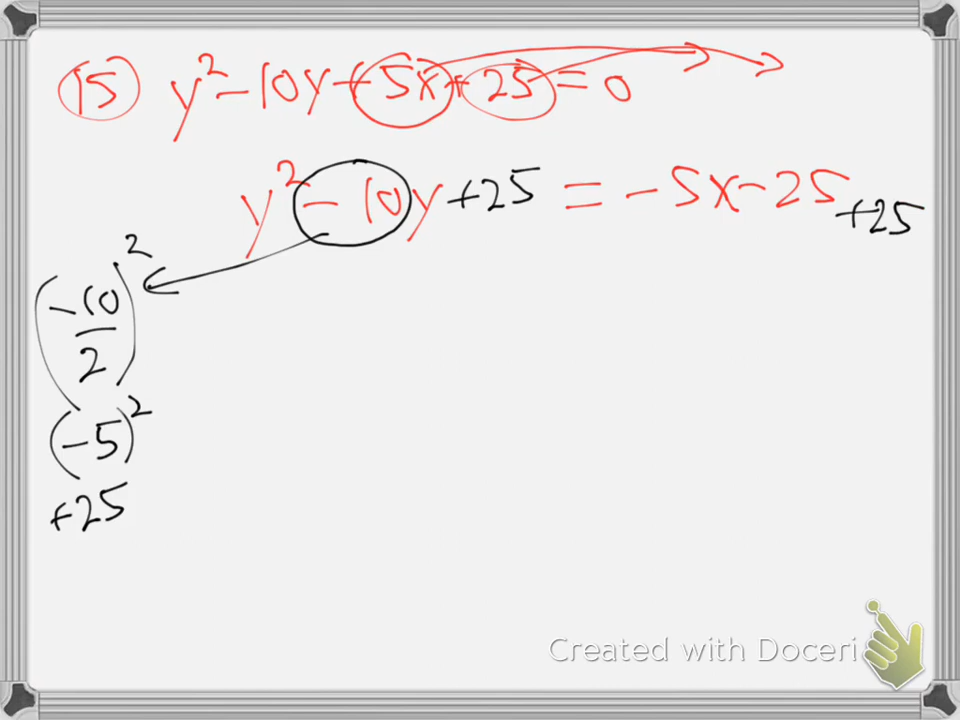 (15) y² - 10y + 5x + 25 = 0
y² - 10y + 25 = -5x - 25 + 25
(-10/2)²
(-5)²
+25
Created with Doceri